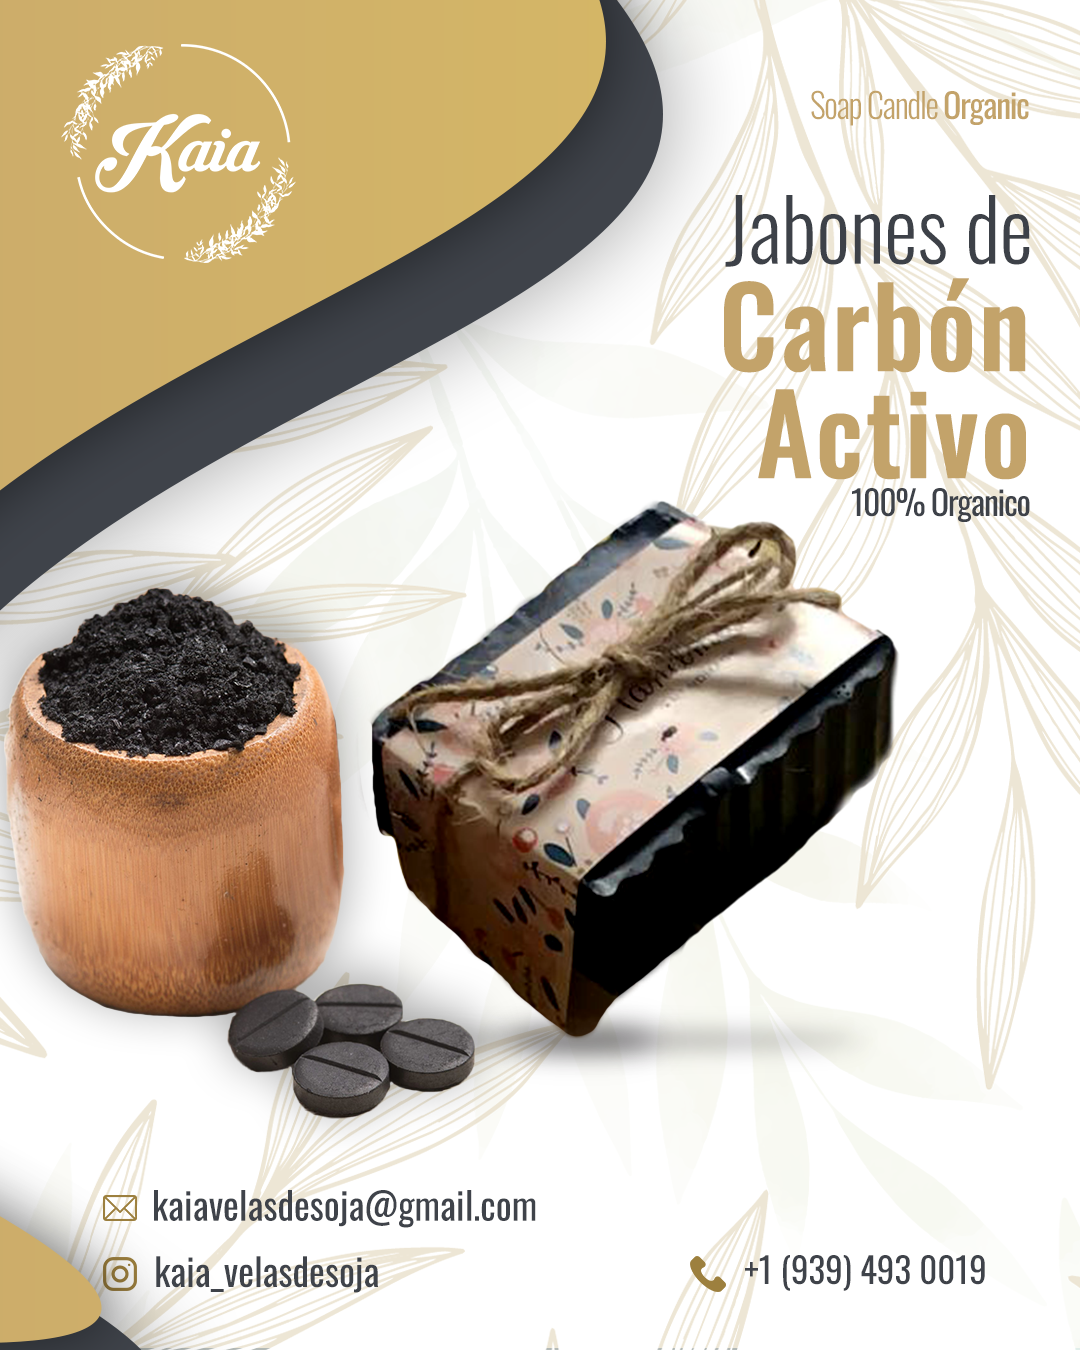 Kaia
Soap Candle Organic
Jabones de
Carbón
Activo
100% Organico
kaiavelasdesoja@gmail.com
kaia_velasdesoja
+1 (939) 493 0019